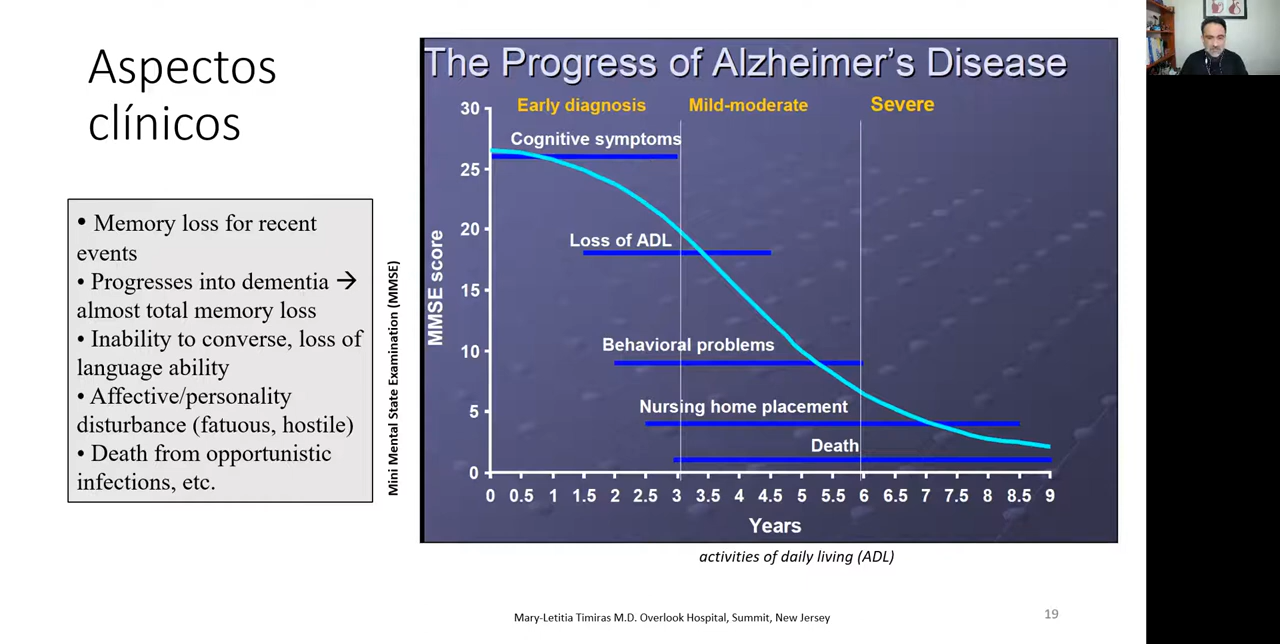 Aspectos
clínicos
• Memory loss for recent
events
• Progresses into dementia →
almost total memory loss
• Inability to converse, loss of
language ability
• Affective/personality
disturbance (fatuous, hostile)
• Death from opportunistic
infections, etc.
Mini Mental State Examination (MMSE)
The Progress of Alzheimer's Disease
Early diagnosis Mild-moderate Severe
MMSE score
30
25
20
15
10
5
0
Cognitive symptoms
Loss of ADL
Behavioral problems
Nursing home placement
Death
0 0.5 1 1.5 2 2.5 3 3.5 4 4.5 5 5.5 6 6.5 7 7.5 8 8.5 9
Years
activities of daily living (ADL)
Mary-Letitia Timiras M.D. Overlook Hospital, Summit, New Jersey
19